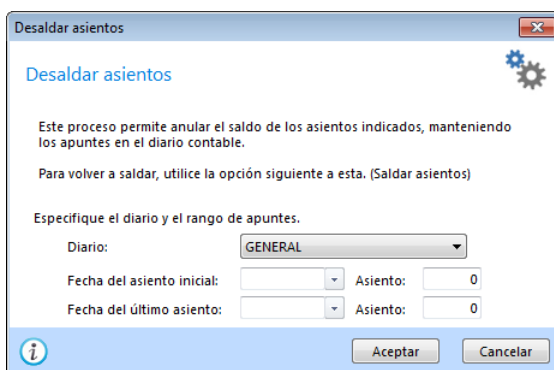 Desaldar asientos
Desaldar asientos
Este proceso permite anular el saldo de los asientos indicados, manteniendo
los apuntes en el diario contable.
Para volver a saldar, utilice la opción siguiente a esta. (Saldar asientos)
Especifique el diario y el rango de apuntes.
Diario: GENERAL
Fecha del asiento inicial: Asiento: 0
Fecha del último asiento: Asiento: 0
Aceptar Cancelar